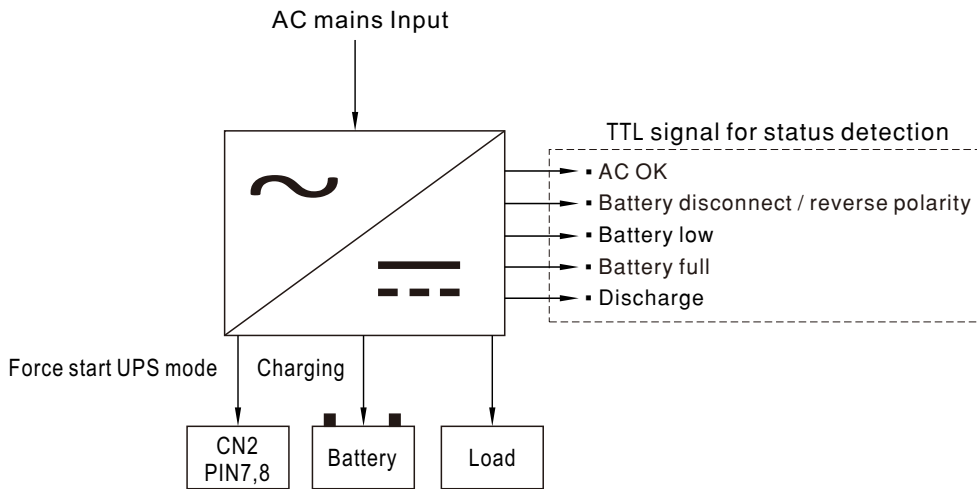 AC mains Input
TTL signal for status detection
▪ AC OK
▪ Battery disconnect / reverse polarity
▪ Battery low
▪ Battery full
▪ Discharge
Force start UPS mode
Charging
CN2
PIN7,8
Battery
Load